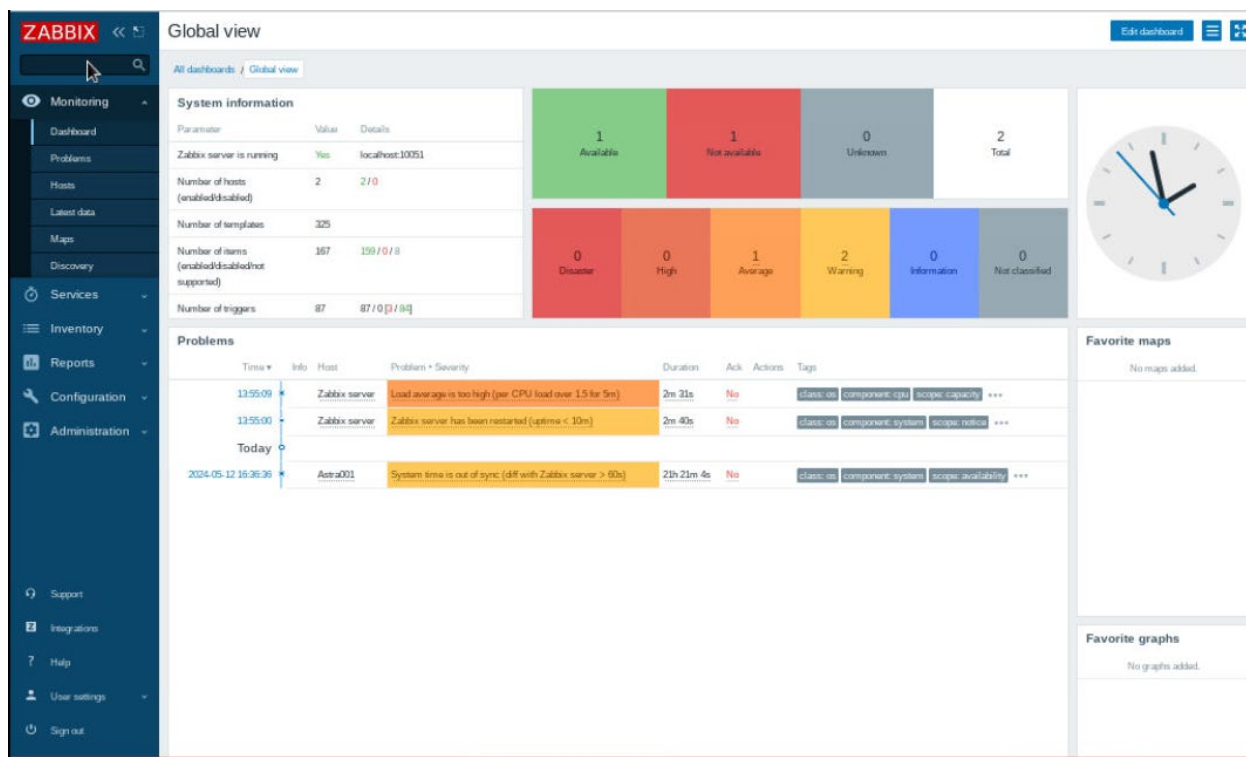 ZABBIX
Global view
Edit dashboard
All dashboards / Global view
Monitoring
Dashboard
Problems
Hosts
Latest data
Maps
Discovery
Services
Inventory
Reports
Configuration
Administration
Support
Integrations
Help
User settings
Sign out
System information
Parameter Value Details
Zabbix server is running Yes localhost:10051
Number of hosts 2 2 / 0
(enabled/disabled)
Number of templates 325
Number of items 167 159 / 0 / 8
(enabled/disabled/not
supported)
Number of triggers 87 87 / 0 [3 / 84]
1 1 0 2
Available Not available Unknown Total
0 0 1 2 0 0
Disaster High Average Warning Information Not classified
Problems
Time Info Host Problem • Severity Duration Ack Actions Tags
13:55:09 Zabbix server Load average is too high (per CPU load over 1.5 for 5m) 2m 31s No class: os component: cpu scope: capacity
13:55:00 Zabbix server Zabbix server has been restarted (uptime < 10m) 2m 40s No class: os component: system scope: notice
Today
2024-05-12 16:36:36 Astra001 System time is out of sync (diff with Zabbix server > 60s) 21h 21m 4s No class: os component: system scope: availability
Favorite maps
No maps added.
Favorite graphs
No graphs added.